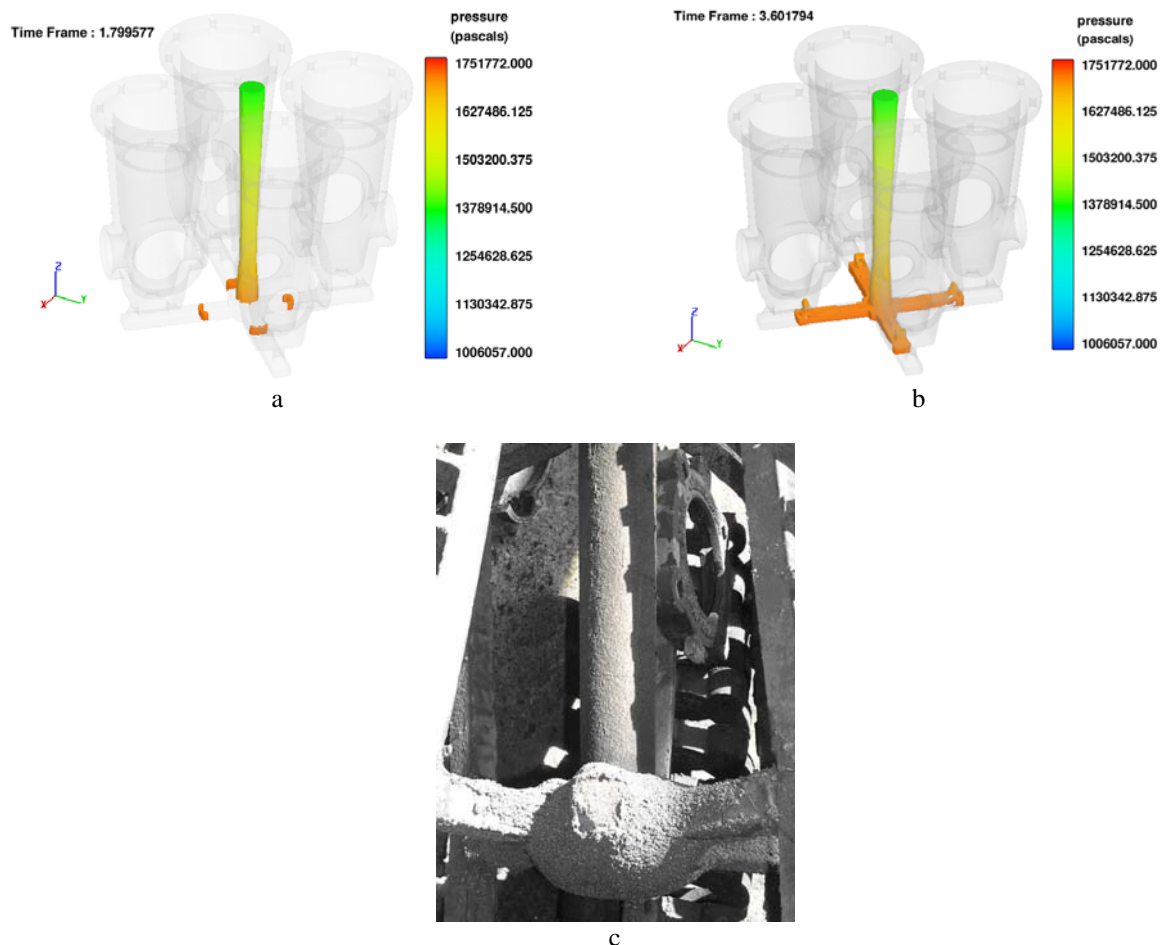 Time Frame : 1.799577
pressure
(pascals)
1751772.000
1627486.125
1503200.375
1378914.500
1254628.625
1130342.875
1006057.000
Z
X
Y
a
Time Frame : 3.601794
pressure
(pascals)
1751772.000
1627486.125
1503200.375
1378914.500
1254628.625
1130342.875
1006057.000
Z
X
Y
b
c